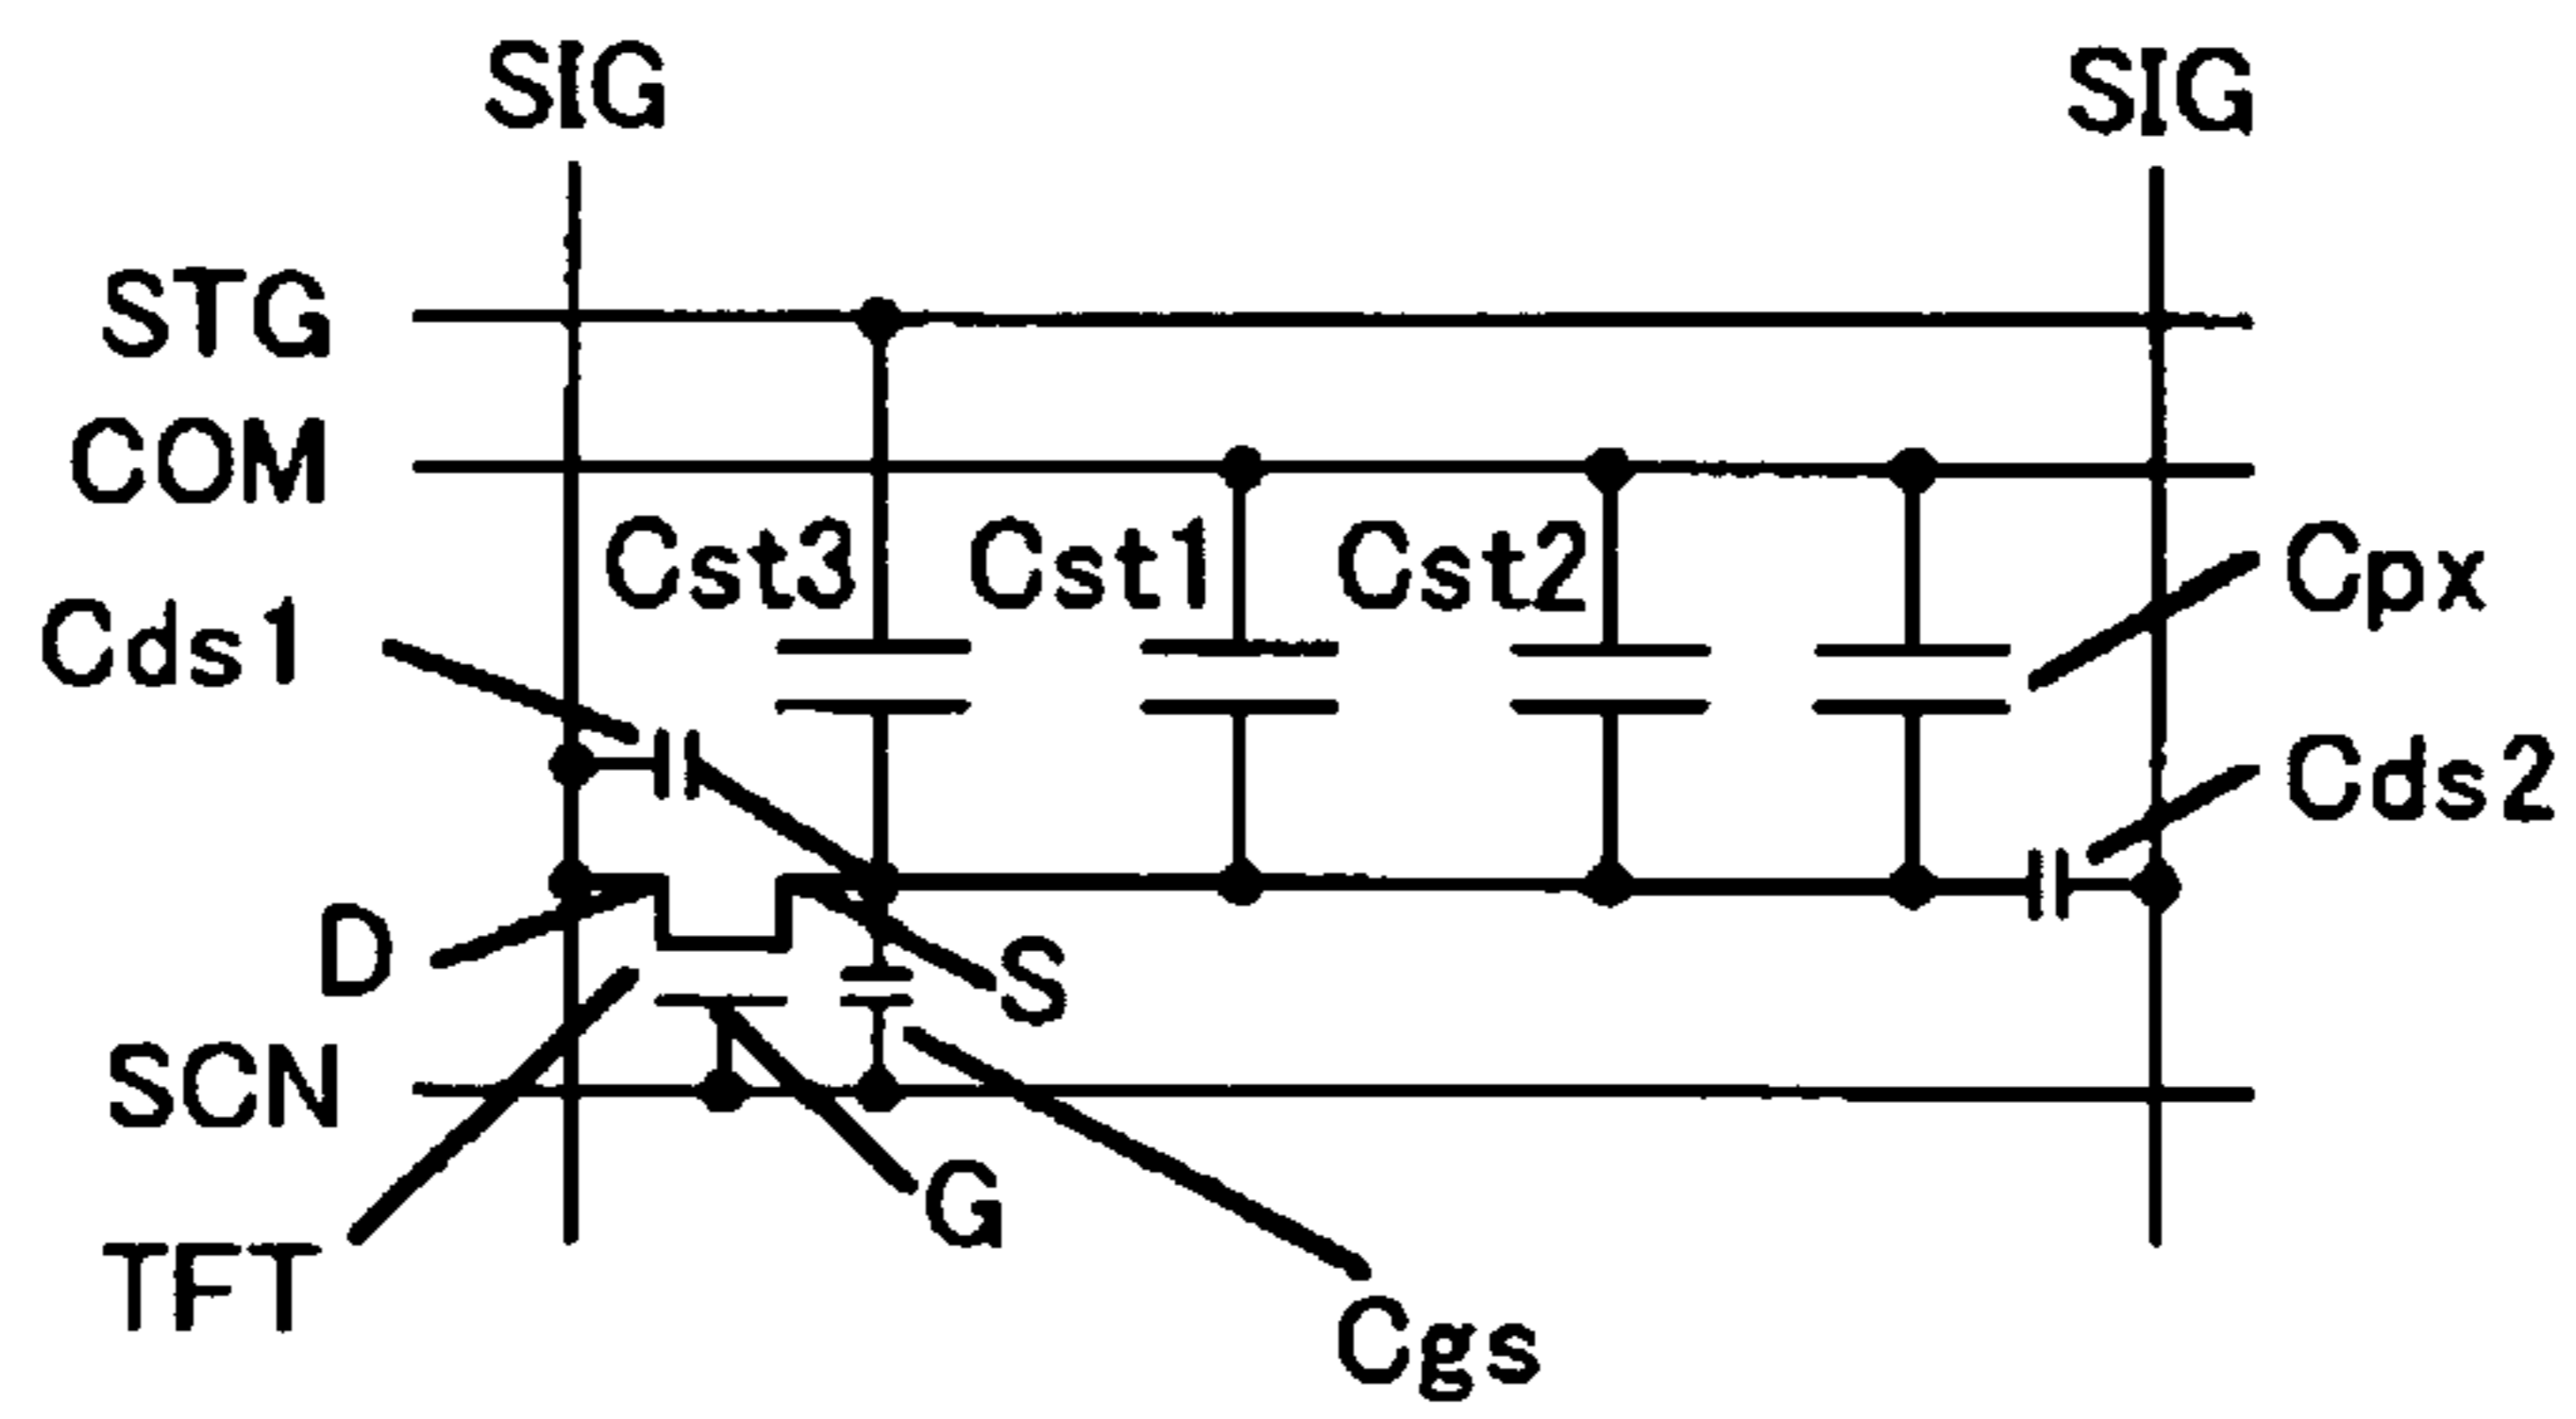 SIG
SIG
STG
COM
Cst3
Cst1
Cst2
Cpx
Cds1
Cds2
D
S
SCN
G
TFT
Cgs